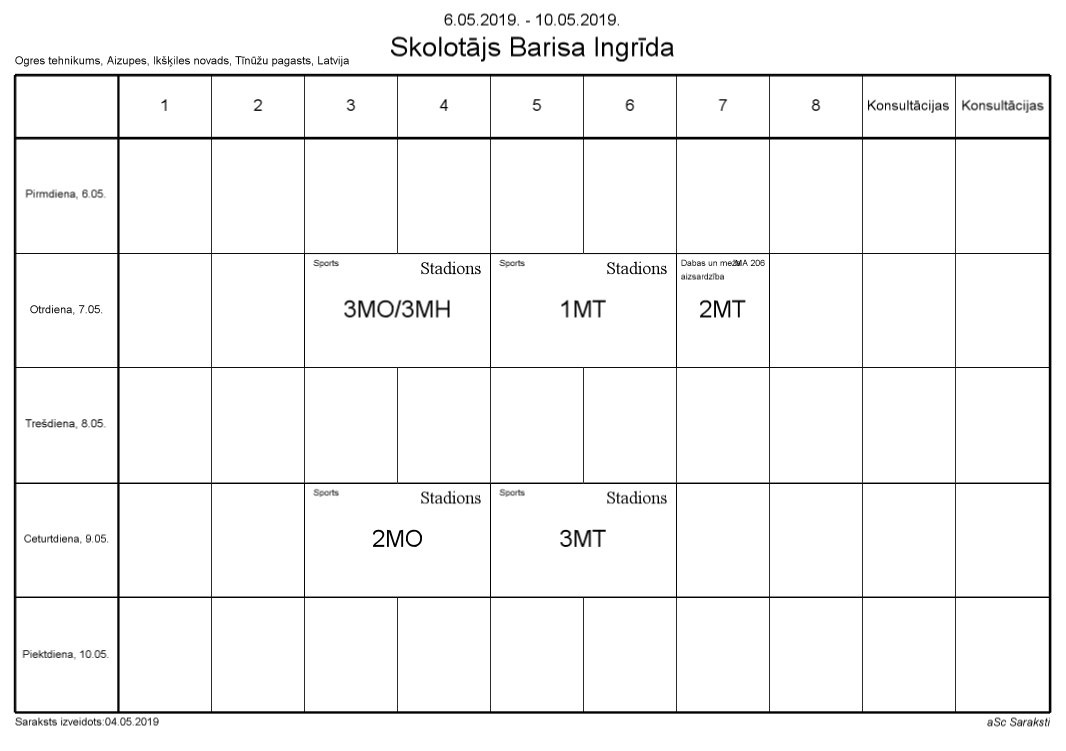 6.05.2019. - 10.05.2019.
Skolotājs Barisa Ingrīda
Ogres tehnikums, Aizupes, Ikšķiles novads, Tīnūžu pagasts, Latvija
1 2 3 4 5 6 7 8 Konsultācijas Konsultācijas
Pirmdiena, 6.05.
Otrdiena, 7.05.
Sports Stadions
3MO/3MH
Sports Stadions
1MT
Dabas un 206
aizsardzība
2MT
Trešdiena, 8.05.
Ceturtdiena, 9.05.
Sports Stadions
2MO
Sports Stadions
3MT
Piektdiena, 10.05.
Saraksts izveidots:04.05.2019
aSc Saraksti